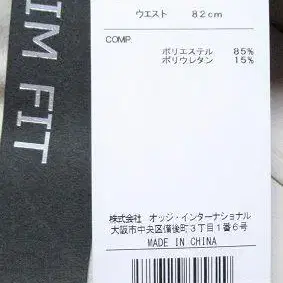 IM FIT
ウエスト 82cm
COMP.
ポリエステル 85%
ポリウレタン 15%
株式会社 オッジ・インターナショナル
大阪市中央区備後町3丁目1番6号
MADE IN CHINA